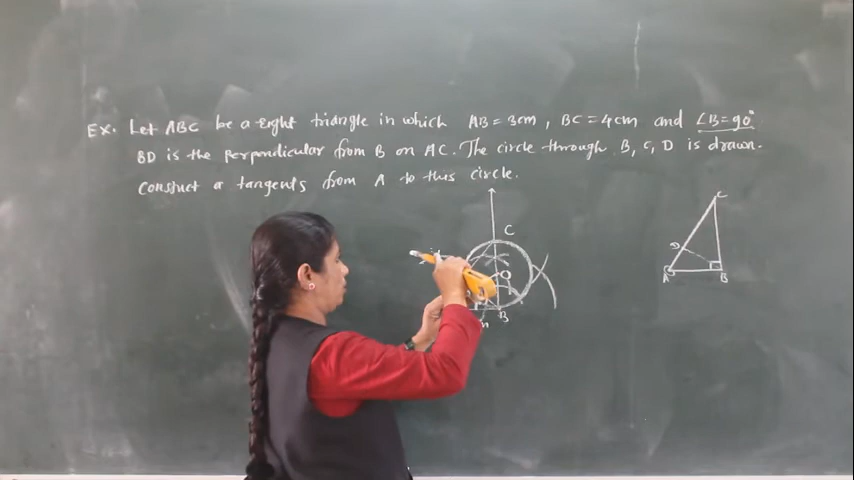 Ex. Let ABC be a right triangle in which AB = 3cm, BC = 4cm and ∠B = 90°
BD is the perpendicular from B on AC. The circle through B, C, D is drawn.
Construct a tangents from A to this circle.
C
O
m B
C
D
A B